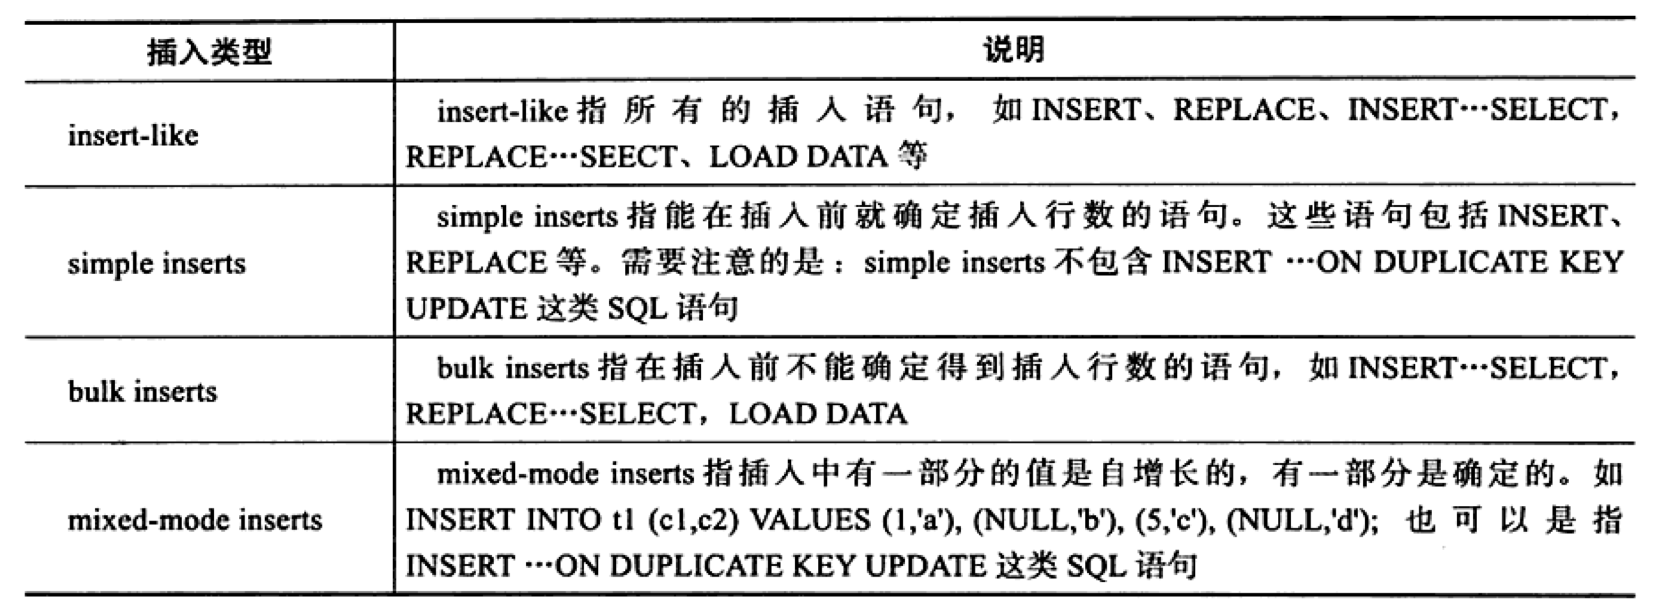 插入类型 说明
insert-like
insert-like 指所有的插入语句，如 INSERT、REPLACE、INSERT…SELECT，
REPLACE…SEECT、LOAD DATA 等
simple inserts
simple inserts 指能在插入前就确定插入行数的语句。这些语句包括 INSERT、
REPLACE 等。需要注意的是：simple inserts 不包含 INSERT …ON DUPLICATE KEY
UPDATE 这类 SQL 语句
bulk inserts
bulk inserts 指在插入前不能确定得到插入行数的语句，如 INSERT…SELECT，
REPLACE…SELECT，LOAD DATA
mixed-mode inserts
mixed-mode inserts 指插入中有一部分的值是自增长的，有一部分是确定的。如
INSERT INTO t1 (c1,c2) VALUES (1,'a'), (NULL,'b'), (5,'c'), (NULL,'d'); 也可以是指
INSERT …ON DUPLICATE KEY UPDATE 这类 SQL 语句